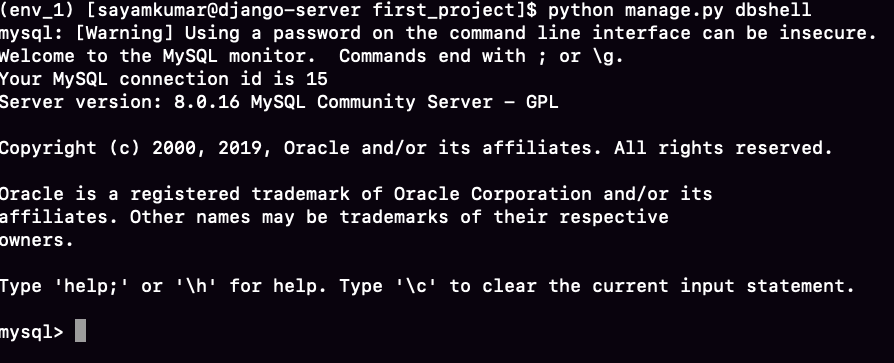 (env_1) [sayamkumar@django-server first_project]$ python manage.py dbshell
mysql: [Warning] Using a password on the command line interface can be insecure.
Welcome to the MySQL monitor.  Commands end with ; or \g.
Your MySQL connection id is 15
Server version: 8.0.16 MySQL Community Server - GPL

Copyright (c) 2000, 2019, Oracle and/or its affiliates. All rights reserved.

Oracle is a registered trademark of Oracle Corporation and/or its
affiliates. Other names may be trademarks of their respective
owners.

Type 'help;' or '\h' for help. Type '\c' to clear the current input statement.

mysql>